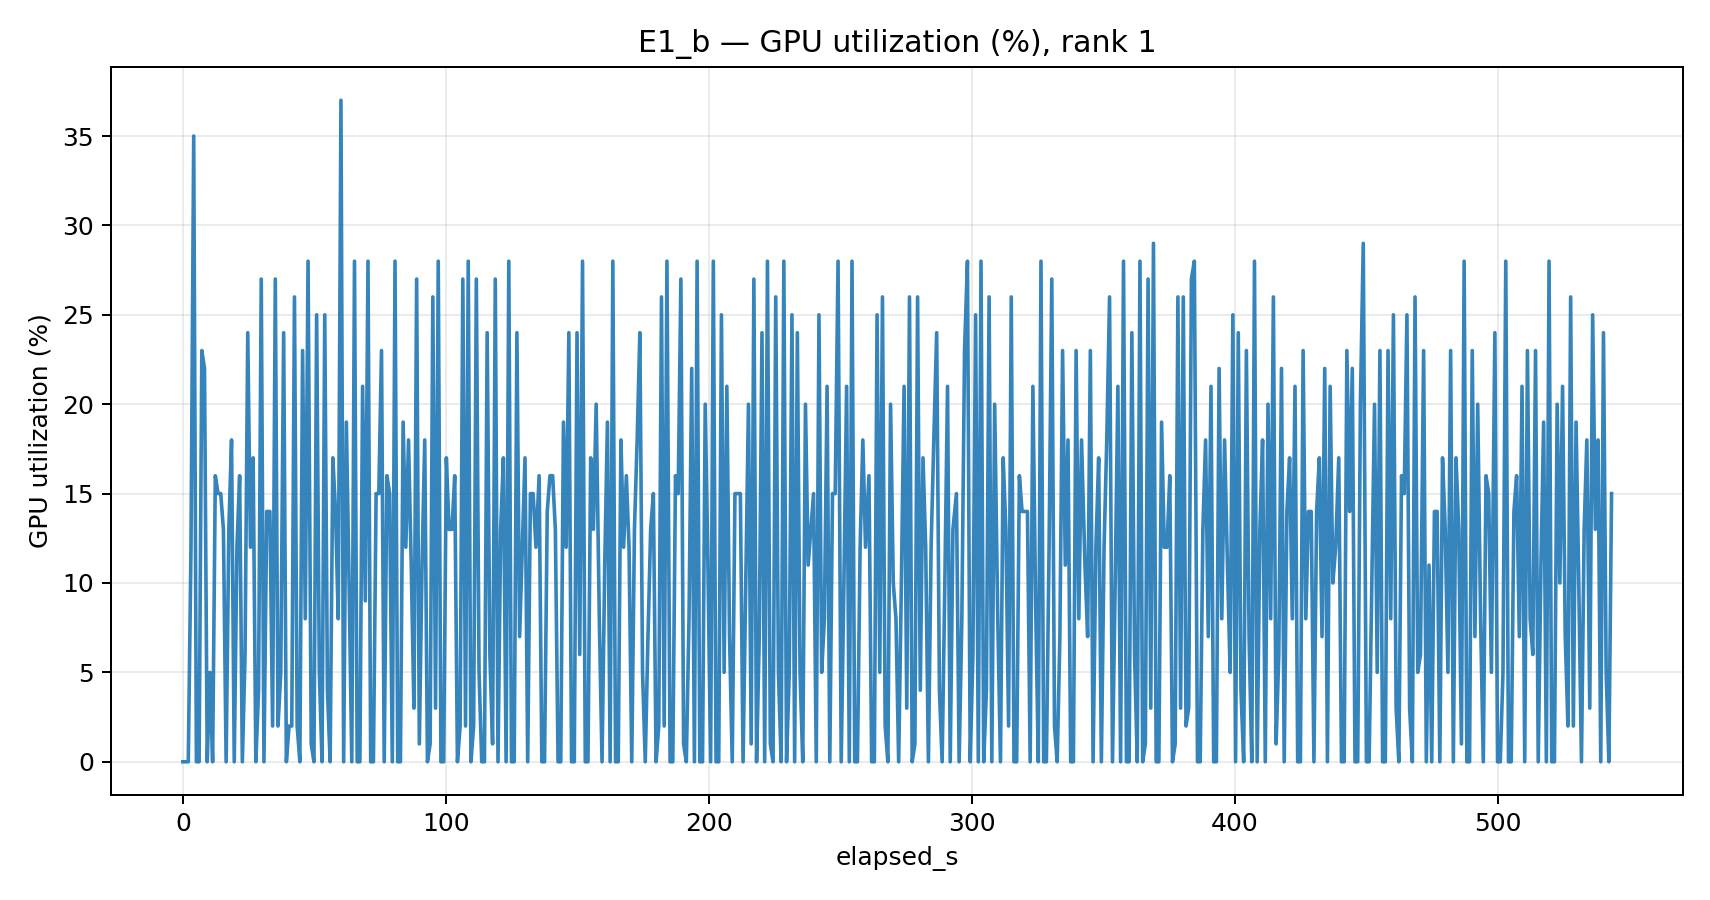 E1_b — GPU utilization (%), rank 1
GPU utilization (%)
35
30
25
20
15
10
5
0
0 100 200 300 400 500
elapsed_s